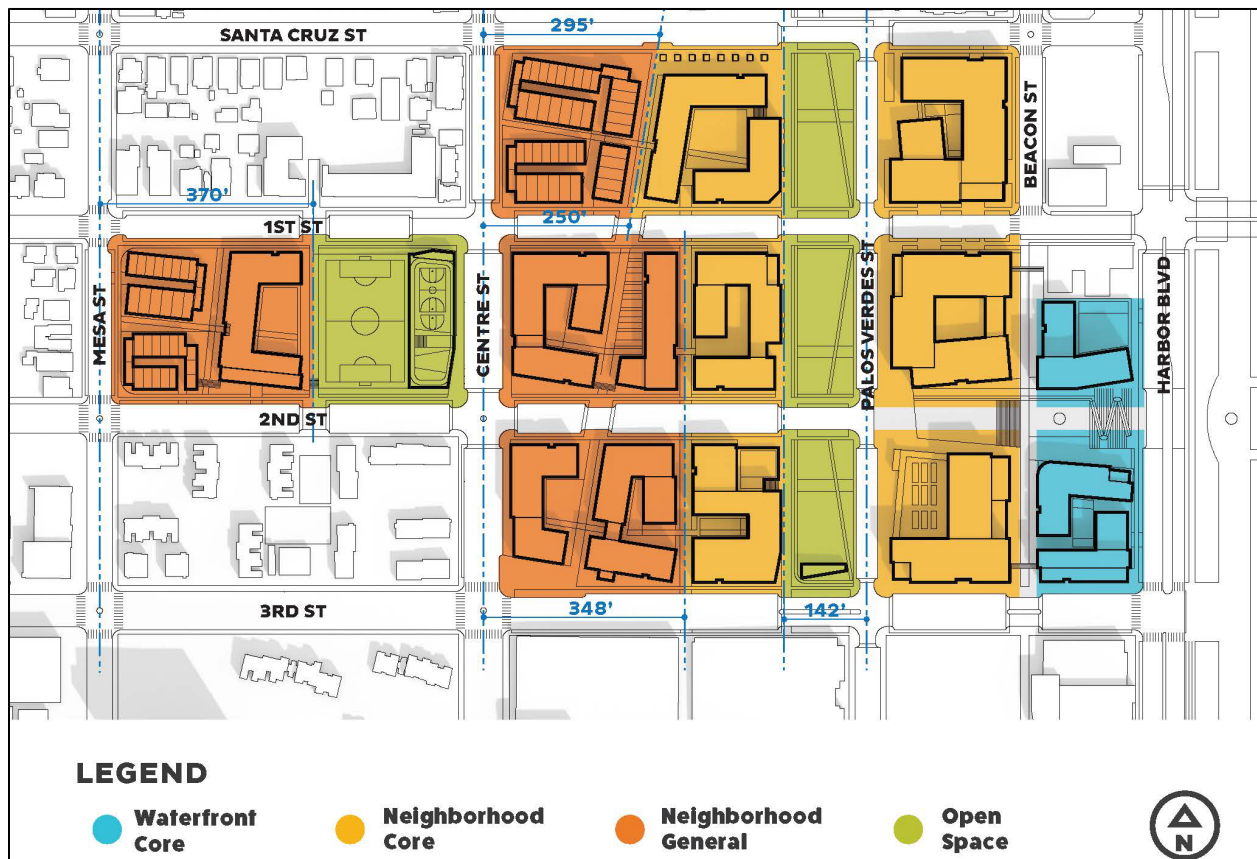 SANTA CRUZ ST
295'
BEACON ST
370'
1ST ST
250'
MESA ST
CENTRE ST
PALOS VERDES ST
HARBOR BLVD
2ND ST
3RD ST
348'
142'
LEGEND
Waterfront
Core
Neighborhood
Core
Neighborhood
General
Open
Space
N